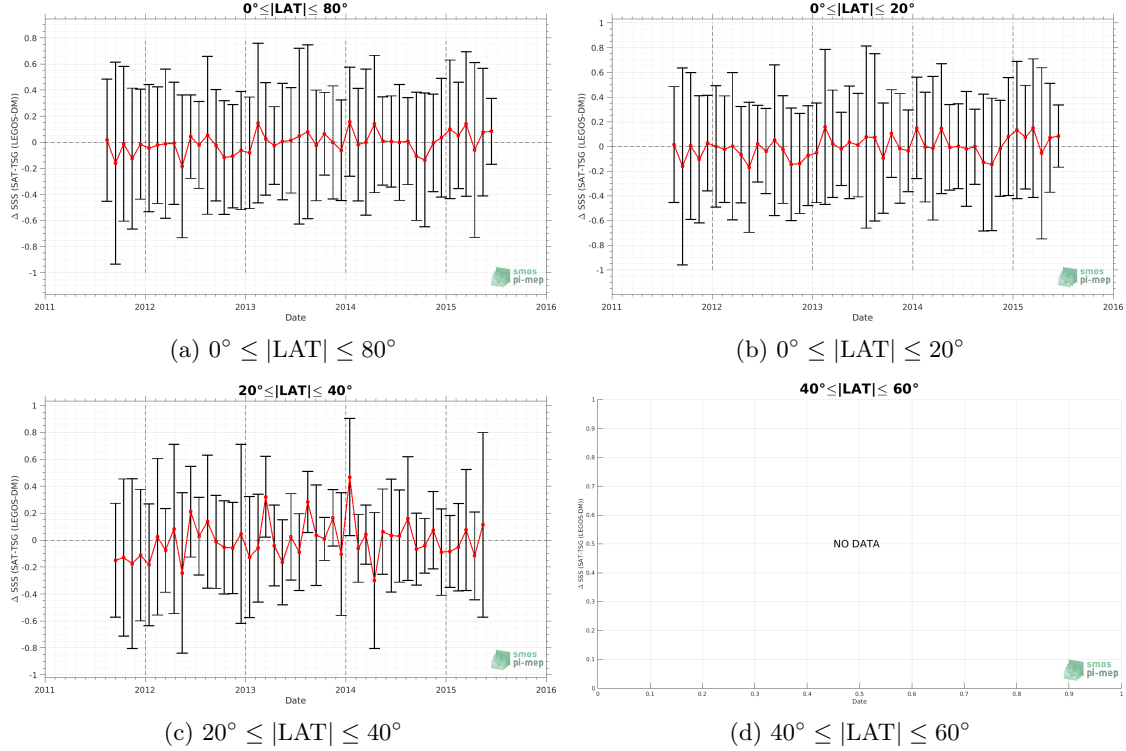 0°≤|LAT|≤ 80°
Δ SSS (SAT-TSG (LEGOS-DM))
0.8
0.6
0.4
0.2
0
-0.2
-0.4
-0.6
-0.8
-1
2011 2012 2013 2014 2015 2016
Date
smos
pi-mep
(a) 0° ≤ |LAT| ≤ 80°
0°≤|LAT|≤ 20°
Δ SSS (SAT-TSG (LEGOS-DM))
1
0.8
0.6
0.4
0.2
0
-0.2
-0.4
-0.6
-0.8
-1
2011 2012 2013 2014 2015 2016
Date
smos
pi-mep
(b) 0° ≤ |LAT| ≤ 20°
20°≤|LAT|≤ 40°
Δ SSS (SAT-TSG (LEGOS-DM))
1
0.8
0.6
0.4
0.2
0
-0.2
-0.4
-0.6
-0.8
-1
2011 2012 2013 2014 2015 2016
Date
smos
pi-mep
(c) 20° ≤ |LAT| ≤ 40°
40°≤|LAT|≤ 60°
Δ SSS (SAT-TSG (LEGOS-DM))
1
0.9
0.8
0.7
0.6
0.5
0.4
0.3
0.2
0.1
0
NO DATA
0 0.1 0.2 0.3 0.4 0.5 0.6 0.7 0.8 0.9 1
Date
smos
pi-mep
(d) 40° ≤ |LAT| ≤ 60°